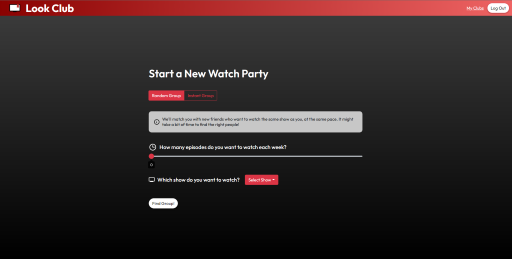 Look Club
My Clubs
Log Out
Start a New Watch Party
Random Group
Instant Group
We'll match you with new friends who want to watch the same show as you, at the same pace. It might
take a bit of time to find the right people!
How many episodes do you want to watch each week?
0
Which show do you want to watch?
Select Show
Find Group!